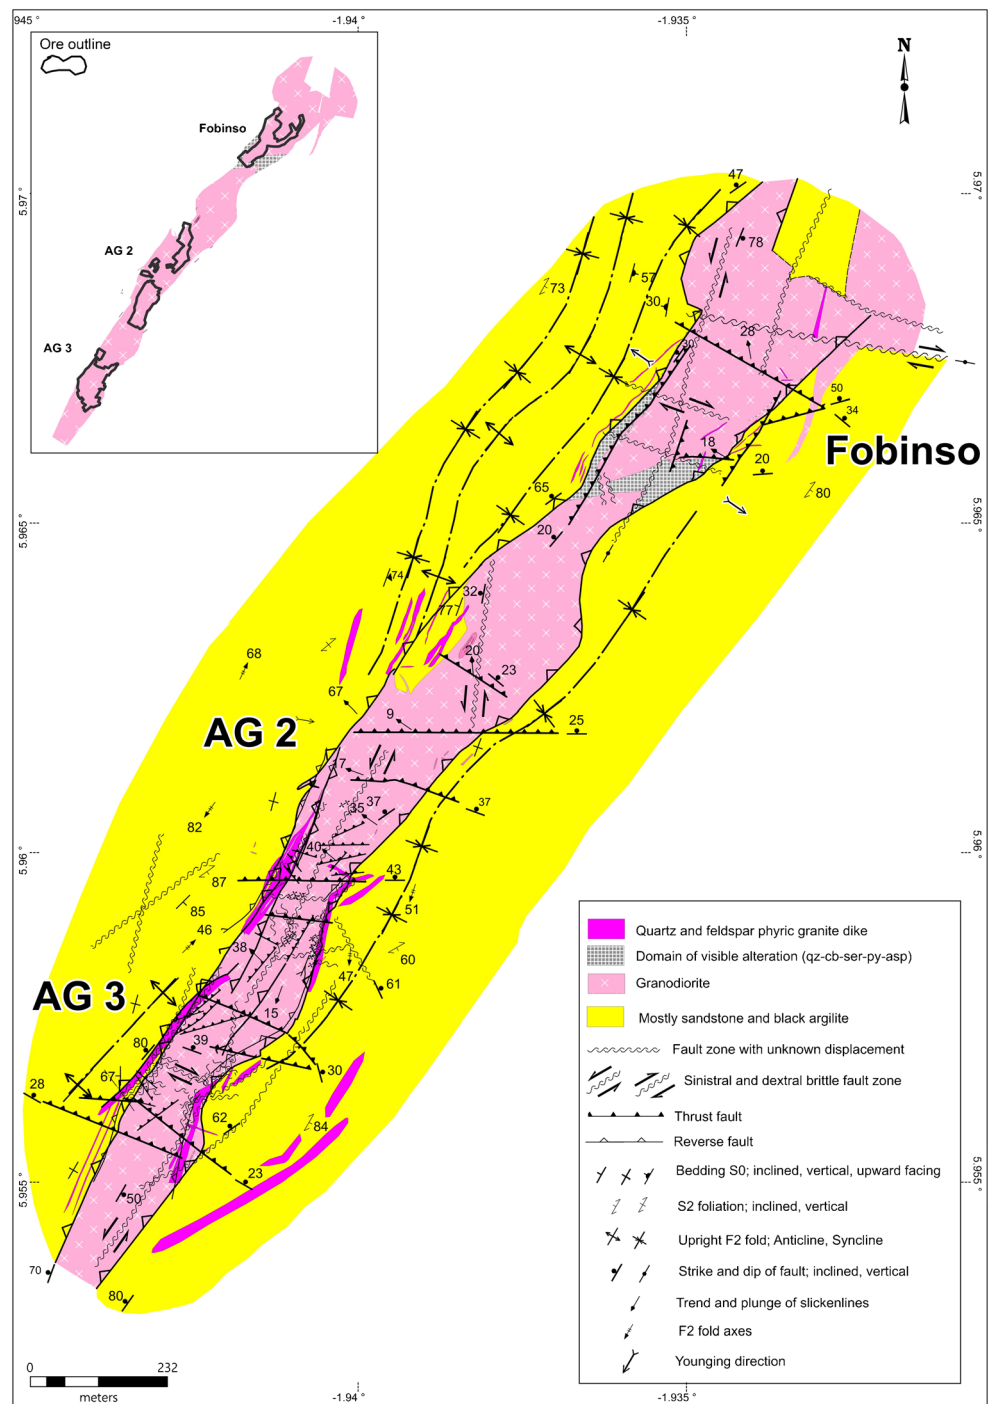 945 °
-1.94 °
-1.935 °
Ore outline
Fobinso
AG 2
AG 3
N
5.97 °
5.97 °
47
78
57
73
30
30
28
50
34
18
20
Fobinso
80
65
20
5.965 °
5.965 °
74
32
77
68
20
23
67
9
25
AG 2
17
37
35
37
82
40
5.96 °
5.96 °
87
43
85
51
46
38
60
47
61
AG 3
15
39
80
67
30
28
62
84
23
50
5.955 °
5.955 °
70
80
Quartz and feldspar phyric granite dike
Domain of visible alteration (qz-cb-ser-py-asp)
Granodiorite
Mostly sandstone and black argilite
Fault zone with unknown displacement
Sinistral and dextral brittle fault zone
Thrust fault
Reverse fault
Bedding S0; inclined, vertical, upward facing
S2 foliation; inclined, vertical
Upright F2 fold; Anticline, Syncline
Strike and dip of fault; inclined, vertical
Trend and plunge of slickenlines
F2 fold axes
Younging direction
0 232
meters
-1.94 °
-1.935 °